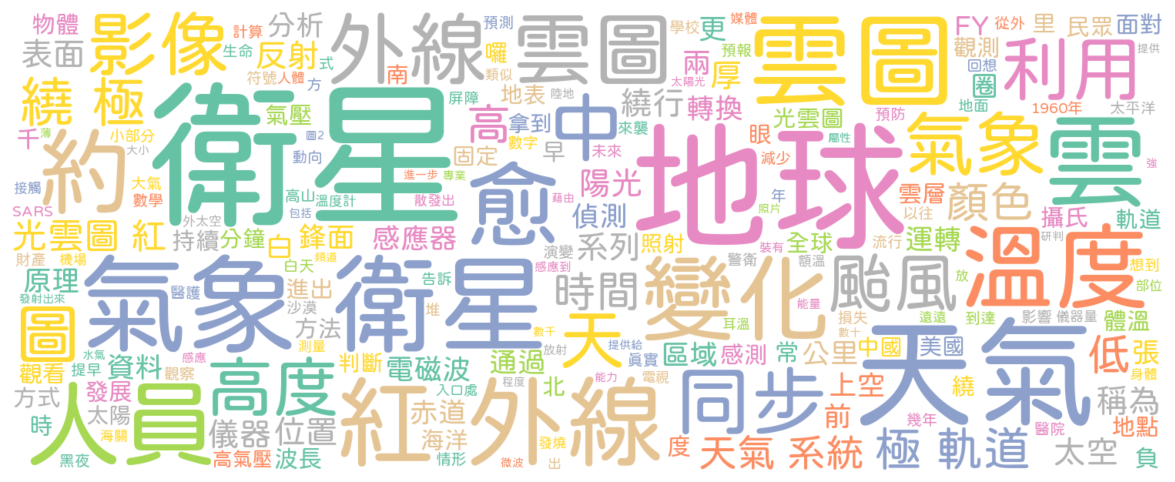 物體 影像 計算 分析 外線 雲圖 預測 學校 媒體 更 雲圖 FY 從外 里 民眾 面對
表面 生命 反射 式 南 囉 兩 預報 觀測 回想 利用 提供
繞 極 符號 人體 方 類似 屏障 地表 太陽光 厚 圈 地面 1960年 太平洋
千 薄 小部分 衛星 氣壓 圖2 高 拿到 中 繞行 轉換 光雲圖 預防 氣象 雲
約 大小 動向 數字 固定 早 來襲 未來 眼 減少 屬性 強
接觸 大氣 數學 高山 溫度計 進一步 專業 愈 陽光 地球 年 雲層 顏色 攝氏
SARS 外太空 包括 散發出 藉由 偵測 照片 以往 軌道
光雲圖 紅 持續 分鐘 白 鋒面 感應器 演變 系列 照射 裝有 全球 流行 運轉 研判
財產 機場 白天 頻道 感應到 警衛 額溫 放 溫度 想到
原理 發射出來 氣象 衛星 醫護 進出 告訴 時間 變化 能量 颱風 遠遠 到達 部位
沙漠 堆 數千 耳溫 損失 影響 儀器量 體溫
圖 方法 測量 天 放射 提供給 真實 數十 中國 美國 天氣 低 張
觀看 水氣 提早 資料 感應 觀察 判斷 電磁波 通過 區域 感測 常 公里 身體
方式 發展 高度 入口處 程度 北 能力 電視 同步 上空 繞 稱為
時 人員 太陽 儀器 位置 紅 外線 赤道 前 幾年 醫院 地點
黑夜 海關 高氣壓 波長 海洋 情形 微波 發燒 出 度 天氣 系統 極 軌道 太空 負